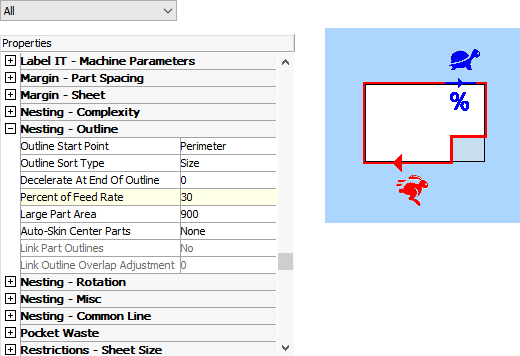 All
Properties
Label IT - Machine Parameters
Margin - Part Spacing
Margin - Sheet
Nesting - Complexity
Nesting - Outline
Outline Start Point Perimeter
Outline Sort Type Size
Decelerate At End Of Outline 0
Percent of Feed Rate 30
Large Part Area 900
Auto-Skin Center Parts None
Link Part Outlines No
Link Outline Overlap Adjustment 0
Nesting - Rotation
Nesting - Misc
Nesting - Common Line
Pocket Waste
Restrictions - Sheet Size
%